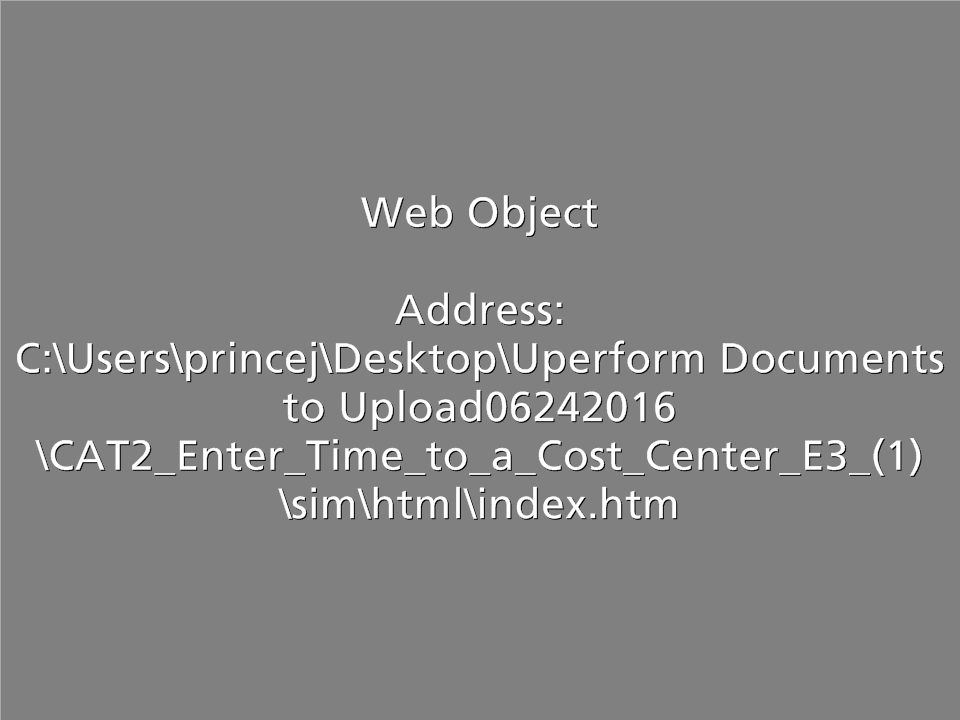 Web Object
Address:
C:\Users\princej\Desktop\Uperform Documents
to Upload06242016
\CAT2_Enter_Time_to_a_Cost_Center_E3_(1)
\sim\html\index.htm